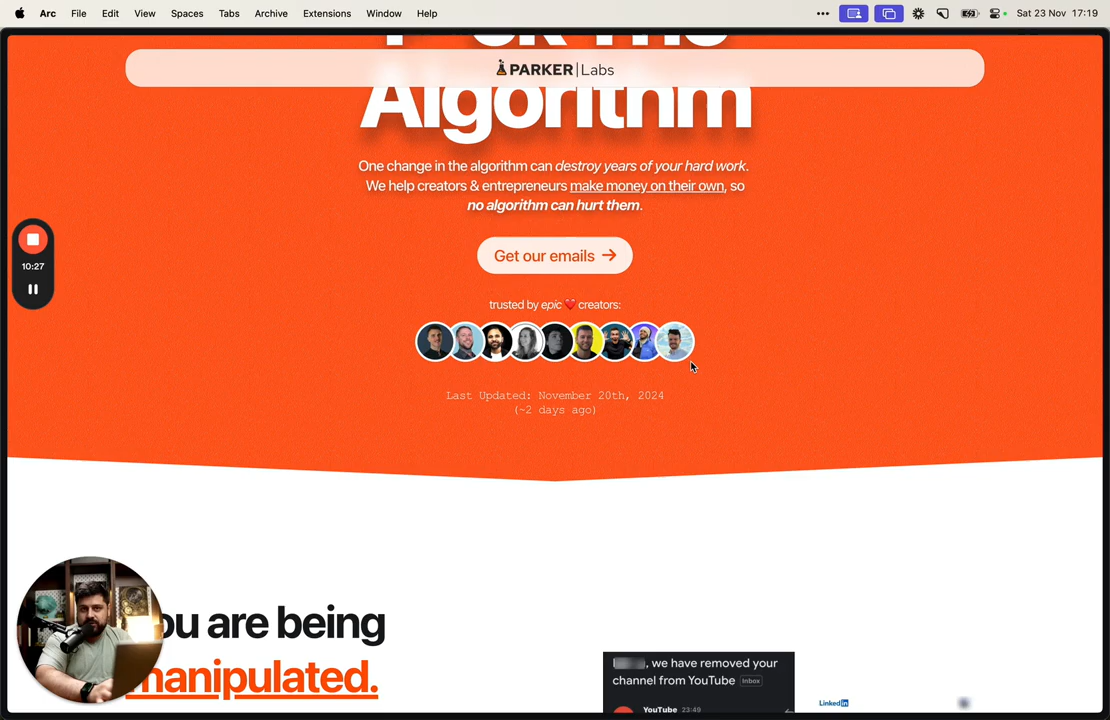 Arc File Edit View Spaces Tabs Archive Extensions Window Help
Sat 23 Nov 17:19
PARKER|Labs
Algorithm
One change in the algorithm can destroy years of your hard work.
We help creators & entrepreneurs make money on their own, so
no algorithm can hurt them.
Get our emails →
10:27
trusted by epic ❤️ creators:
Last Updated: November 20th, 2024
(~2 days ago)
ou are being
manipulated.
, we have removed your
channel from YouTube Inbox
YouTube 23:49
LinkedIn